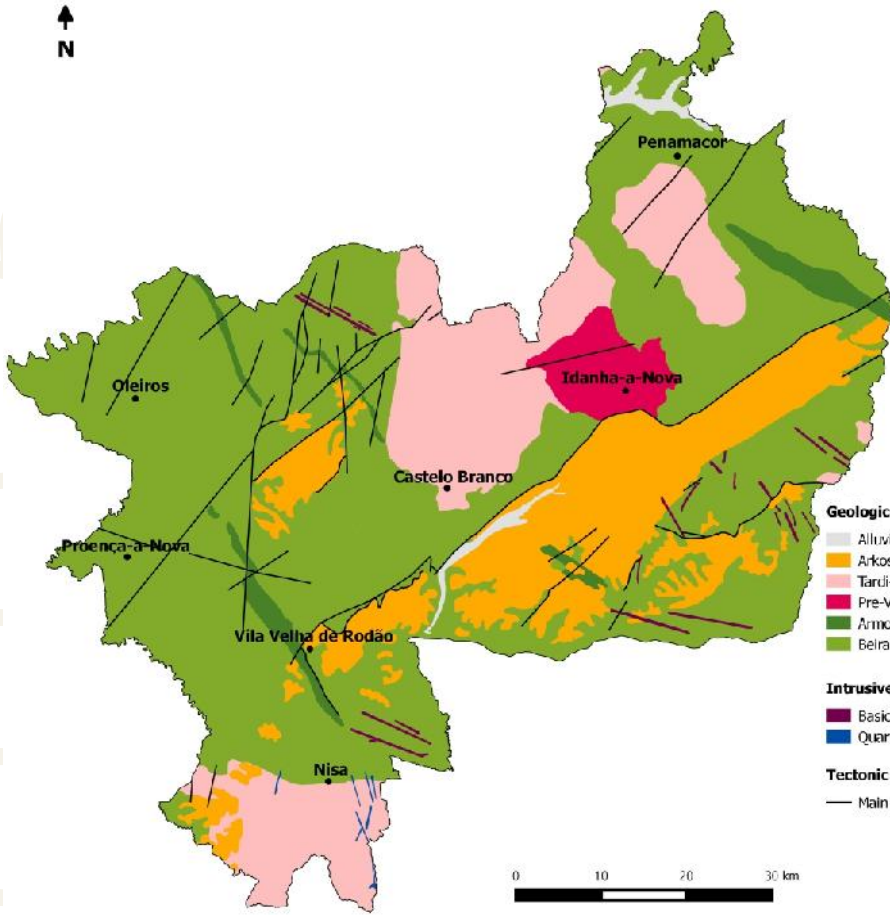 N
Penamacor
Oleiros
Idanha-a-Nova
Castelo Branco
Proença-a-Nova
Vila Velha de Rodão
Nisa
Geologic
Alluvi
Arkos
Tardi-
Pre-V
Armo
Beira
Intrusive
Basic
Quar
Tectonic
Main
0 10 20 30 km